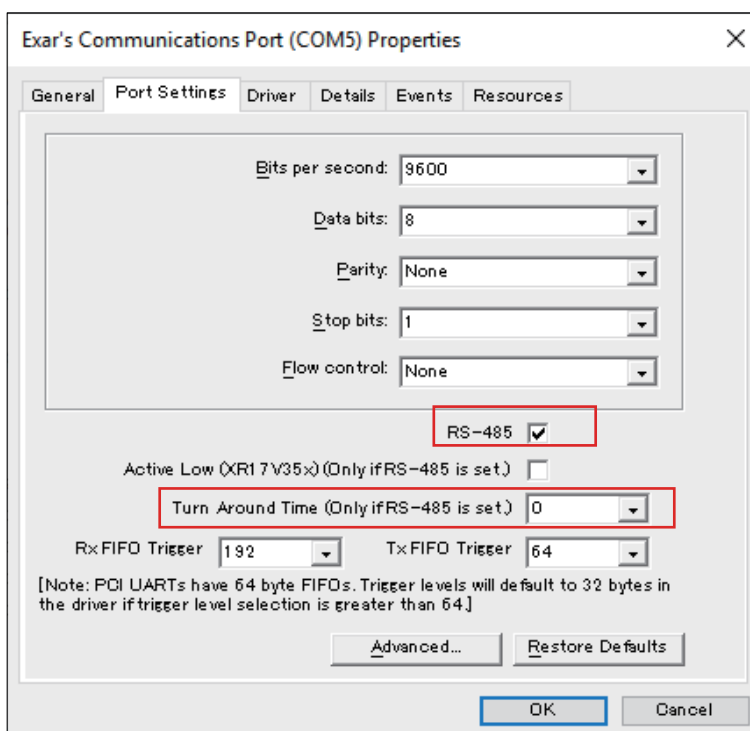 Exar's Communications Port (COM5) Properties
General Port Settings Driver Details Events Resources
Bits per second: 9600
Data bits: 8
Parity: None
Stop bits: 1
Flow control: None
RS-485
Active Low (XR17V35x) (Only if RS-485 is set.)
Turn Around Time (Only if RS-485 is set.) 0
Rx FIFO Trigger 192 Tx FIFO Trigger 64
[Note: PCI UARTs have 64 byte FIFOs. Trigger levels will default to 32 bytes in
the driver if trigger level selection is greater than 64.]
Advanced... Restore Defaults
OK Cancel